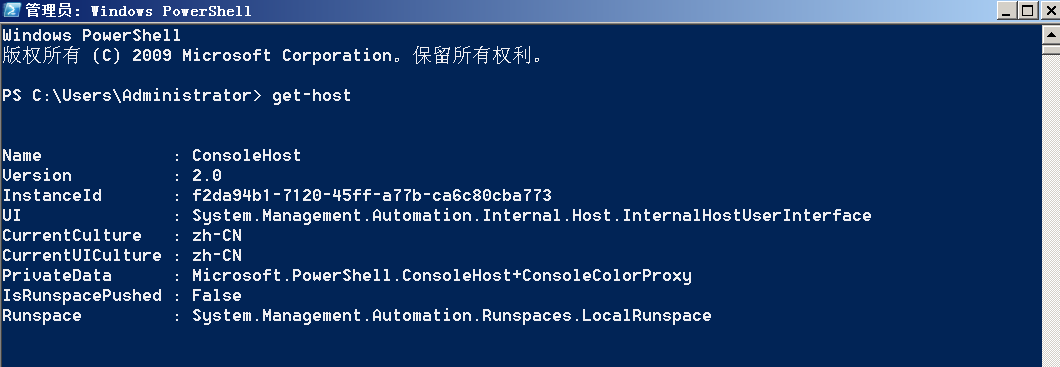 管理员: Windows PowerShell
Windows PowerShell
版权所有 (C) 2009 Microsoft Corporation。保留所有权利。
PS C:\Users\Administrator> get-host
Name             : ConsoleHost
Version          : 2.0
InstanceId       : f2da94b1-7120-45ff-a77b-ca6c80cba773
UI               : System.Management.Automation.Internal.Host.InternalHostUserInterface
CurrentCulture   : zh-CN
CurrentUICulture : zh-CN
PrivateData      : Microsoft.PowerShell.ConsoleHost+ConsoleColorProxy
IsRunspacePushed : False
Runspace         : System.Management.Automation.Runspaces.LocalRunspace